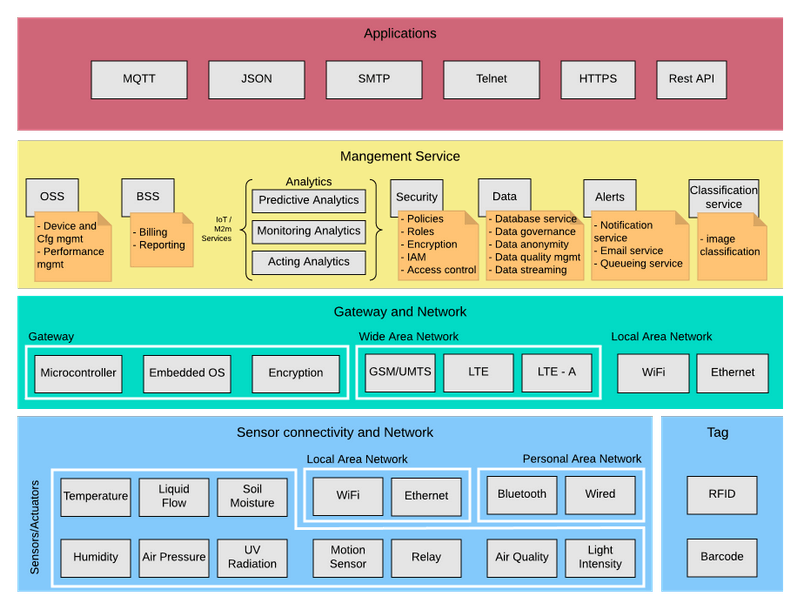 Applications
MQTT
JSON
SMTP
Telnet
HTTPS
Rest API
Mangement Service
OSS
- Device and
Cfg mgmt
- Performance
mgmt
BSS
- Billing
- Reporting
IoT /
M2m
Services
Analytics
Predictive Analytics
Monitoring Analytics
Acting Analytics
Security
- Policies
- Roles
- Encryption
- IAM
- Access control
Data
- Database service
- Data governance
- Data anonymity
- Data quality mgmt
- Data streaming
Alerts
- Notification
service
- Email service
- Queueing service
Classification
service
- image
classification
Gateway and Network
Gateway
Microcontroller
Embedded OS
Encryption
Wide Area Network
GSM/UMTS
LTE
LTE - A
Local Area Network
WiFi
Ethernet
Sensor connectivity and Network
Sensors/Actuators
Temperature
Liquid
Flow
Soil
Moisture
Local Area Network
WiFi
Ethernet
Personal Area Network
Bluetooth
Wired
Humidity
Air Pressure
UV
Radiation
Motion
Sensor
Relay
Air Quality
Light
Intensity
Tag
RFID
Barcode